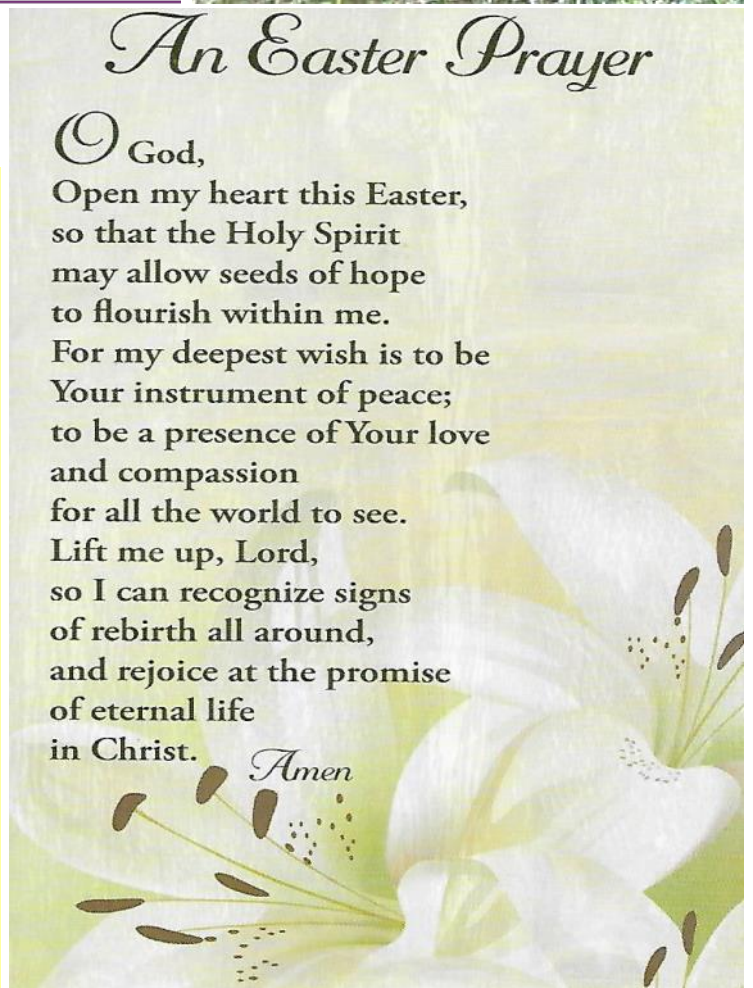 An Easter Prayer
O God,
Open my heart this Easter,
so that the Holy Spirit
may allow seeds of hope
to flourish within me.
For my deepest wish is to be
Your instrument of peace;
to be a presence of Your love
and compassion
for all the world to see.
Lift me up, Lord,
so I can recognize signs
of rebirth all around,
and rejoice at the promise
of eternal life
in Christ.
Amen